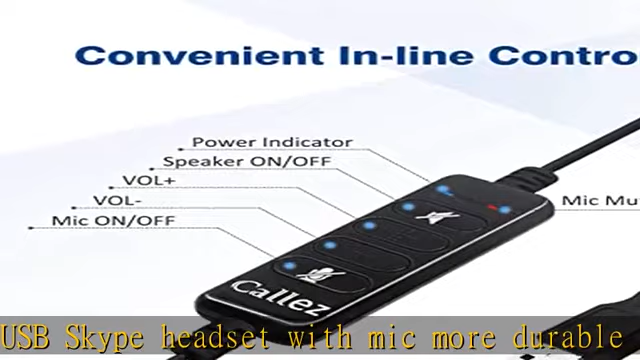 Convenient In-line Contro
Power Indicator
Speaker ON/OFF
VOL+
VOL-
Mic ON/OFF
Mic Mu
Callez
USB Skype headset with mic more durable